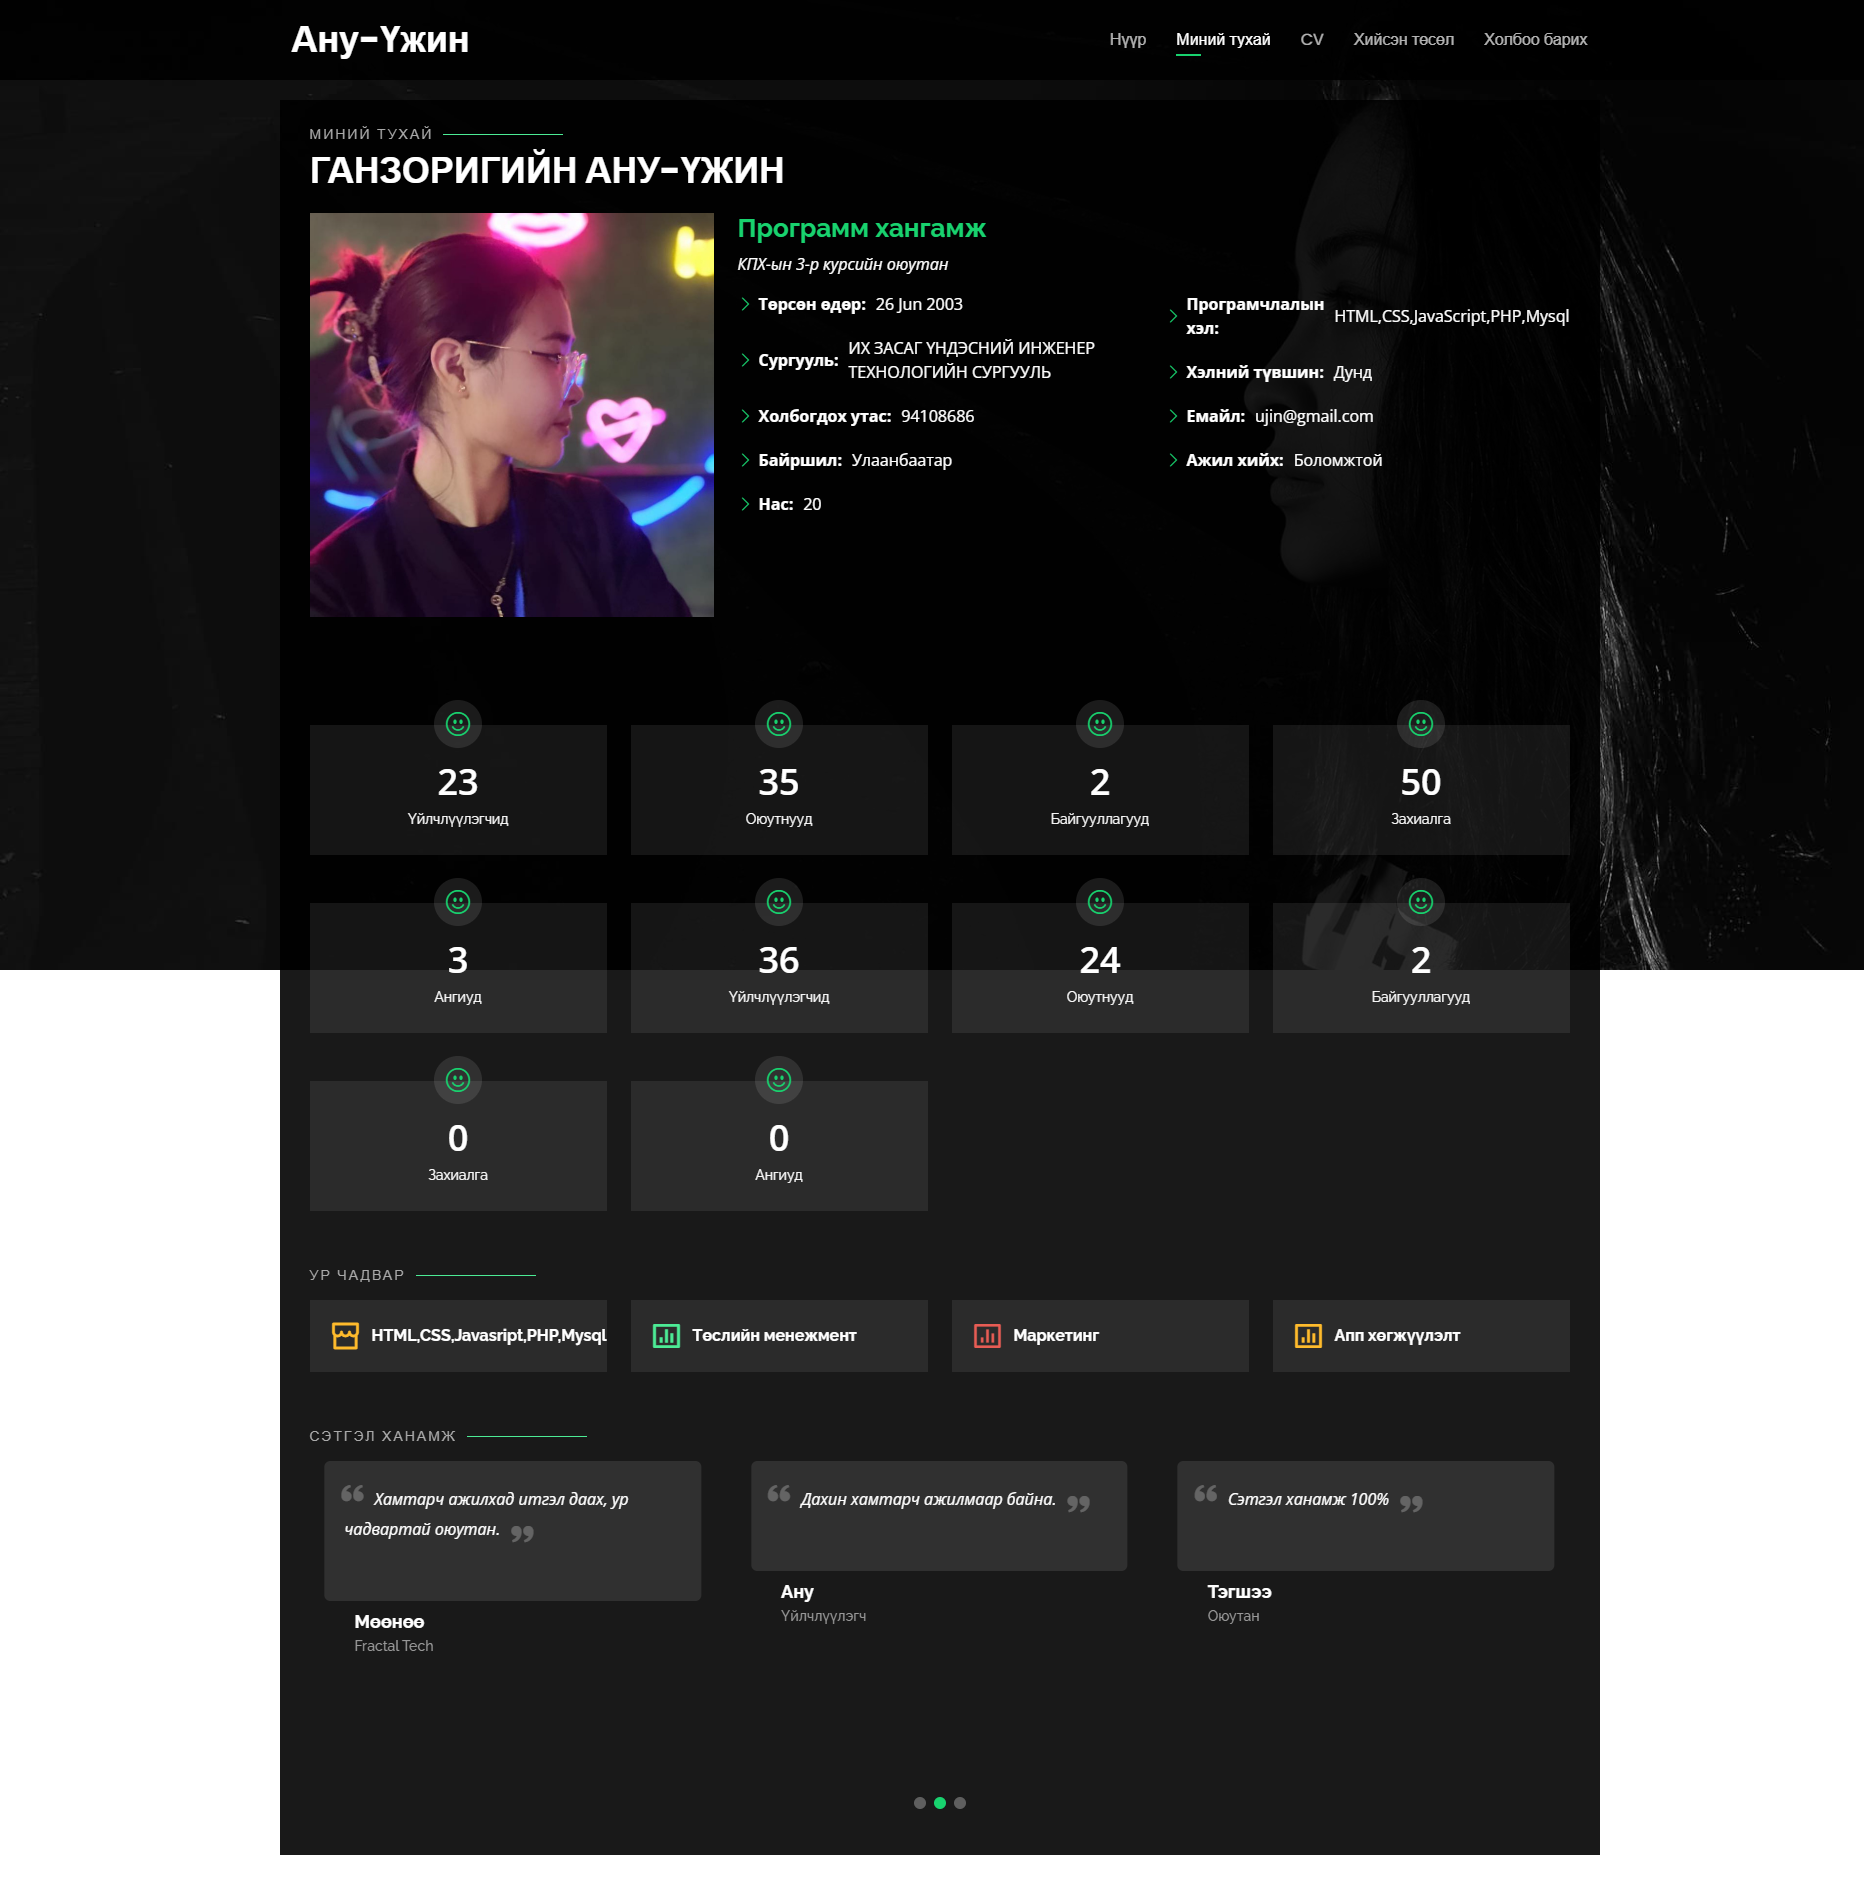 Ану-Үжин
Нүүр
Миний тухай
CV
Хийсэн төсөл
Холбоо барих
МИНИЙ ТУХАЙ
ГАНЗОРИГИЙН АНУ-ҮЖИН
Программ хангамж
КПХ-ын 3-р курсийн оюутан
Төрсөн өдөр: 26 Jun 2003
Сургууль: ИХ ЗАСАГ ҮНДЭСНИЙ ИНЖЕНЕР
ТЕХНОЛОГИЙН СУРГУУЛЬ
Холбогдох утас: 94108686
Байршил: Улаанбаатар
Нас: 20
Програмчлалын
хэл: HTML,CSS,JavaScript,PHP,Mysql
Хэлний түвшин: Дунд
Емайл: ujin@gmail.com
Ажил хийх: Боломжтой
23
Үйлчлүүлэгчид
35
Оюутнууд
2
Байгууллагууд
50
Захиалга
3
Ангиуд
36
Үйлчлүүлэгчид
24
Оюутнууд
2
Байгууллагууд
0
Захиалга
0
Ангиуд
УР ЧАДВАР
HTML,CSS,Javasript,PHP,Mysql
Төслийн менежмент
Маркетинг
Апп хөгжүүлэлт
СЭТГЭЛ ХАНАМЖ
“ Хамтарч ажилхад итгэл даах, ур
чадвартай оюутан. ”
Мөөнөө
Fractal Tech
“ Дахин хамтарч ажилмаар байна. ”
Ану
Үйлчлүүлэгч
“ Сэтгэл ханамж 100% ”
Тэгшээ
Оюутан